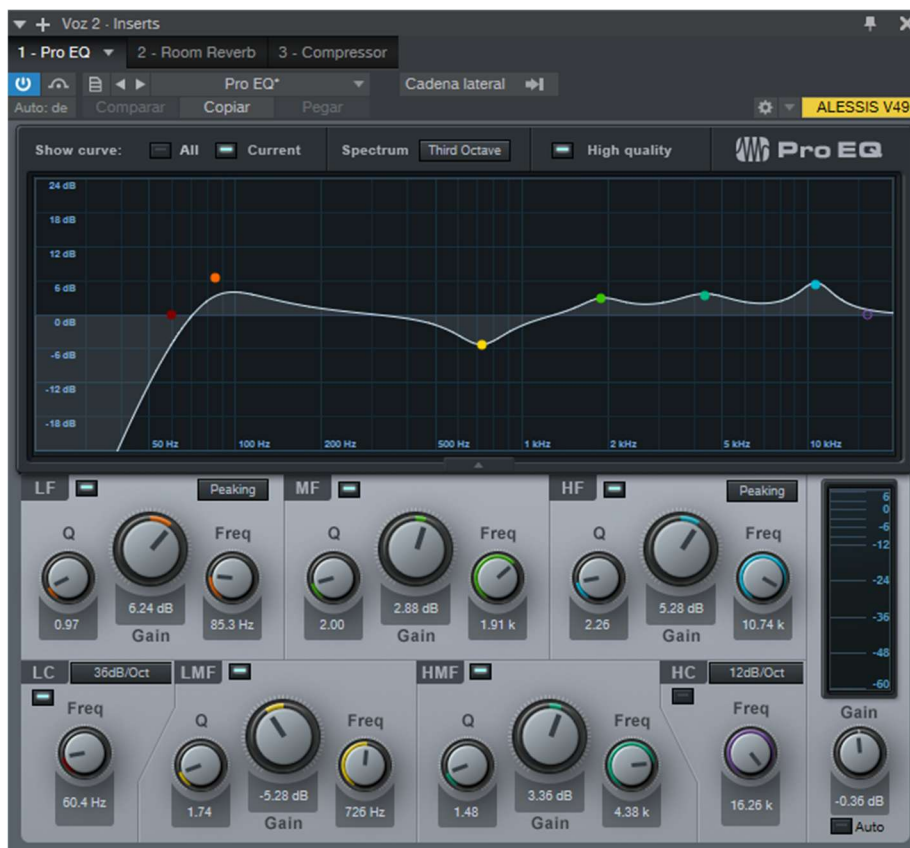 Voz 2 - Inserts
1 - Pro EQ 2 - Room Reverb 3 - Compressor
Pro EQ* Cadena lateral
Auto: de Comparar Copiar Pegar ALESSIS V49
Show curve: All Current Spectrum Third Octave High quality Pro EQ
24 dB
18 dB
12 dB
6 dB
0 dB
-6 dB
-12 dB
-18 dB
50 Hz 100 Hz 200 Hz 500 Hz 1 kHz 2 kHz 5 kHz 10 kHz
LF Peaking MF HF Peaking
Q Freq Q Freq Q Freq
6.24 dB 2.88 dB 5.28 dB
0.97 85.3 Hz 2.00 1.91 k 2.26 10.74 k
Gain Gain Gain
6
0
-6
-12
-24
-36
-48
-60
LC 36dB/Oct LMF HMF HC 12dB/Oct
Freq Q Freq Q Freq Freq Gain
60.4 Hz -5.28 dB 3.36 dB 16.26 k -0.36 dB
1.74 726 Hz 1.48 4.38 k
Gain Gain Auto